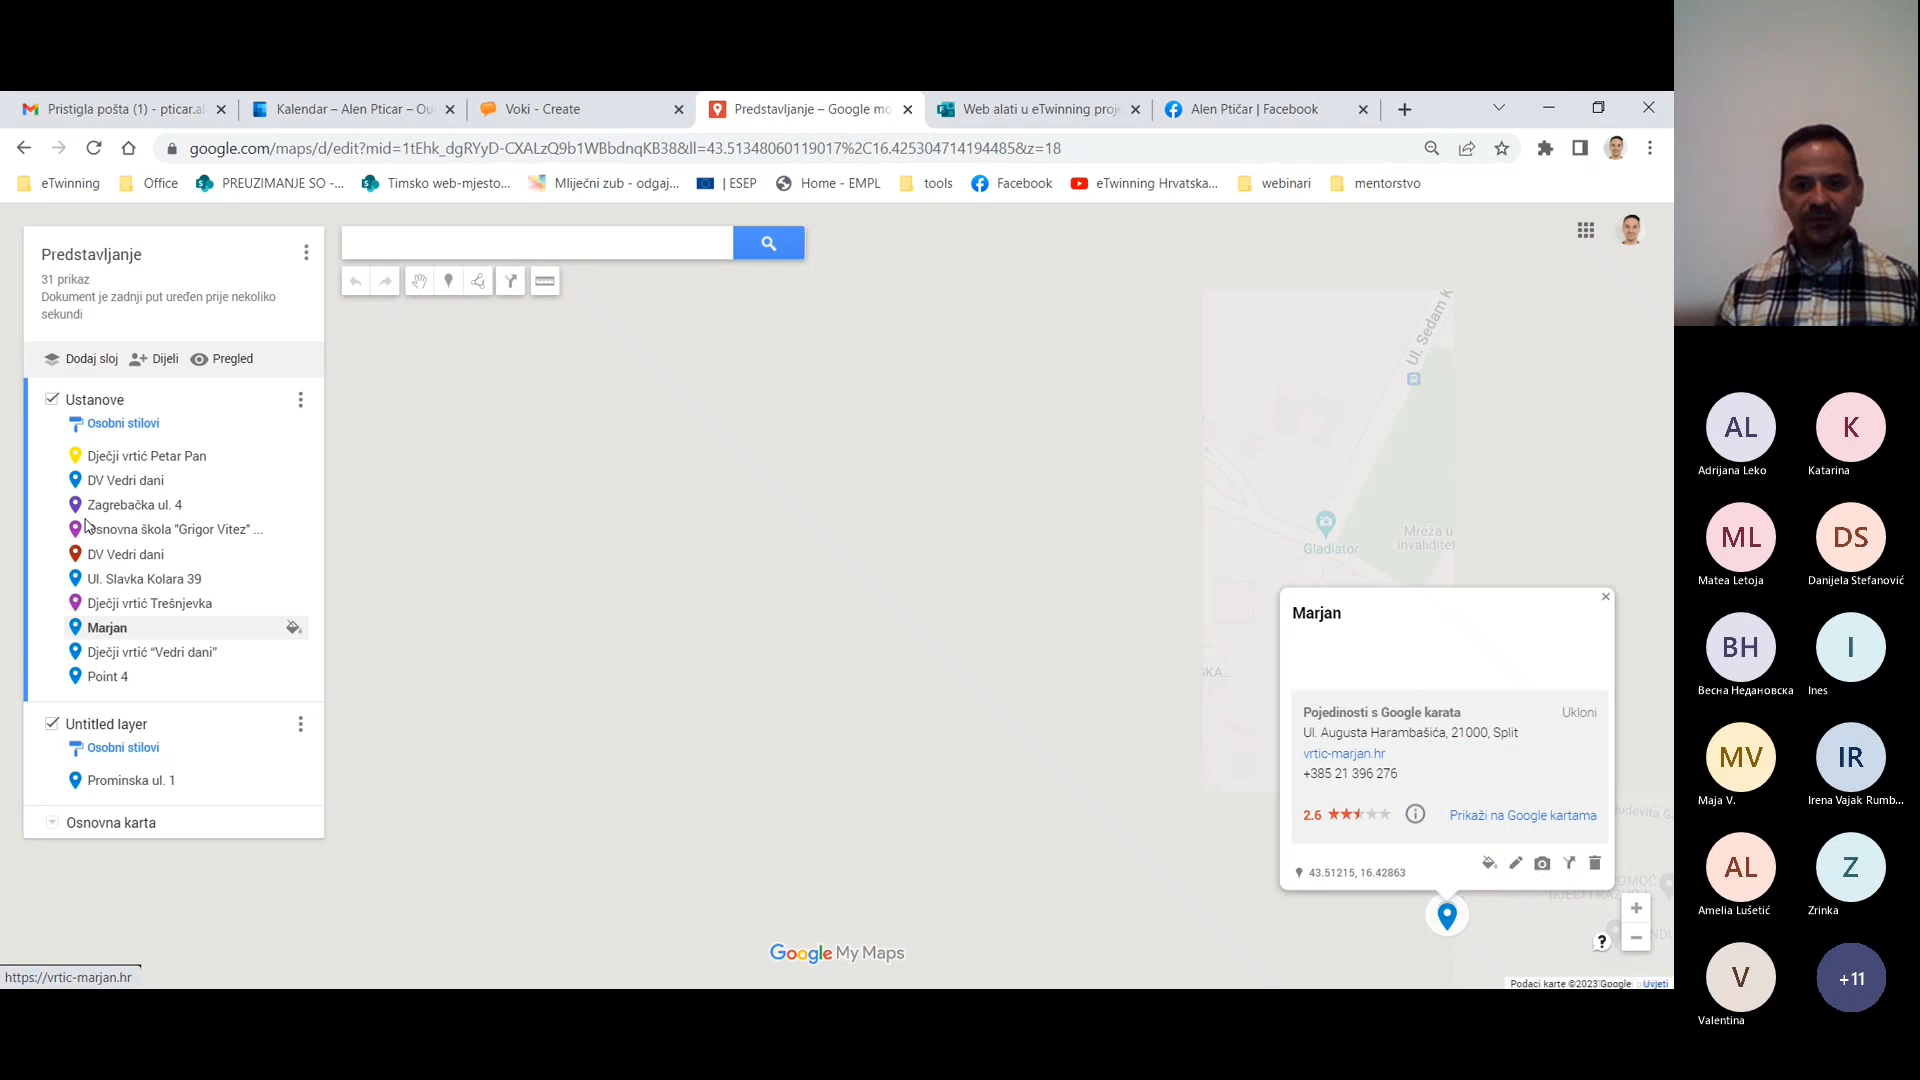 Pristigla pošta (1) - pticar.al
Kalendar – Alen Pticar – Ou
Voki - Create
Predstavljanje – Google mo
Web alati u eTwinning proj
Alen Ptičar | Facebook
google.com/maps/d/edit?mid=1tEhk_dgRYyD-CXALzQ9b1WBbdnqKB38&ll=43.51348060119017%2C16.425304714194485&z=18
eTwinning
Office
PREUZIMANJE SO -...
Timsko web-mjesto...
Mliječni zub - odgaj...
| ESEP
Home - EMPL
tools
Facebook
eTwinning Hrvatska...
webinari
mentorstvo
Predstavljanje
31 prikaz
Dokument je zadnji put uređen prije nekoliko
sekundi
Dodaj sloj
Dijeli
Pregled
Ustanove
Osobni stilovi
Dječji vrtić Petar Pan
DV Vedri dani
Zagrebačka ul. 4
Osnovna škola "Grigor Vitez" ...
DV Vedri dani
Ul. Slavka Kolara 39
Dječji vrtić Trešnjevka
Marjan
Dječji vrtić “Vedri dani”
Point 4
Untitled layer
Osobni stilovi
Prominska ul. 1
Osnovna karta
Ul. Sedam K
Gladiator
Mreža u
invaliditet
SKA...
Marjan
Pojedinosti s Google karata
Ukloni
Ul. Augusta Harambašića, 21000, Split
vrtic-marjan.hr
+385 21 396 276
2.6
Prikaži na Google kartama
43.51215, 16.42863
Google My Maps
https://vrtic-marjan.hr
Podaci karte ©2023 Google
Uvjeti
AL
Adrijana Leko
K
Katarina
ML
Matea Letoja
DS
Danijela Stefanović
BH
Весна Недановска
I
Ines
MV
Maja V.
IR
Irena Vajak Rumb...
AL
Amelia Lušetić
Z
Zrinka
V
Valentina
+11